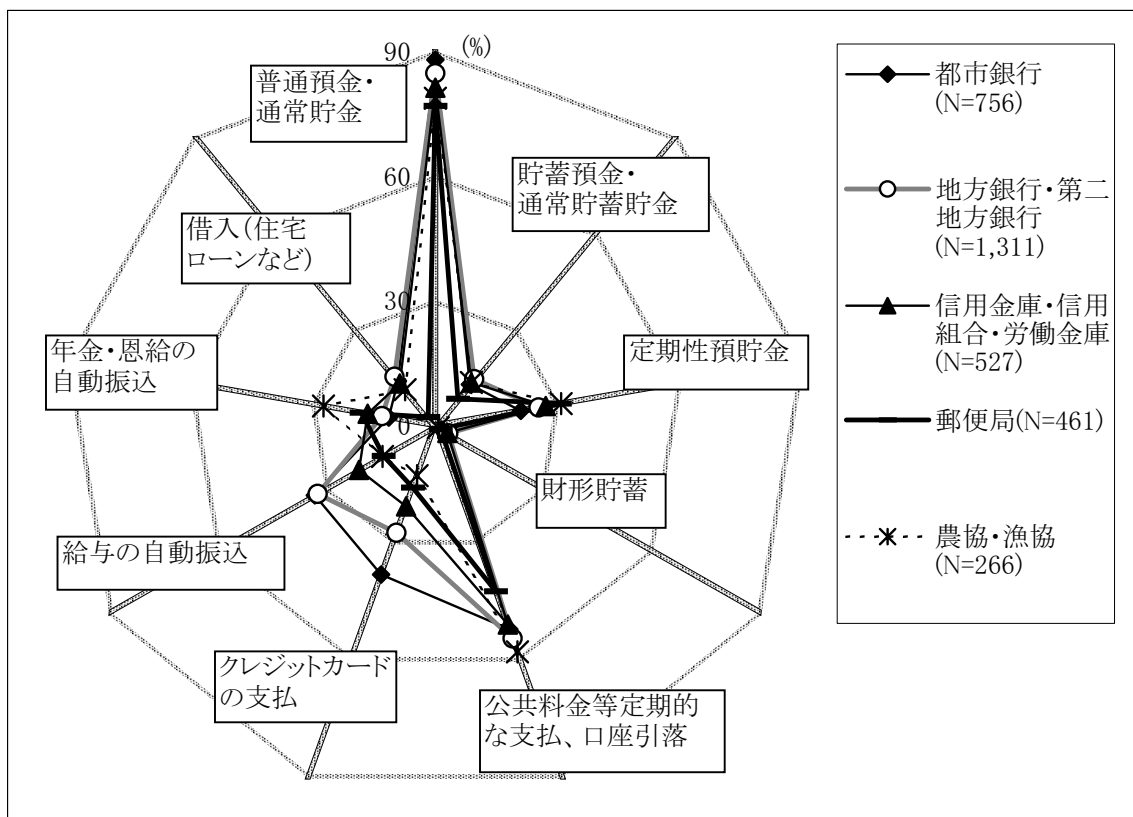 90
(%)
普通預金・
通常貯金
60
貯蓄預金・
通常貯蓄貯金
借入(住宅
ローンなど)
30
年金・恩給の
自動振込
定期性預貯金
0
財形貯蓄
給与の自動振込
クレジットカード
の支払
公共料金等定期的
な支払、口座引落
都市銀行
(N=756)
地方銀行・第二
地方銀行
(N=1,311)
信用金庫・信用
組合・労働金庫
(N=527)
郵便局(N=461)
農協・漁協
(N=266)